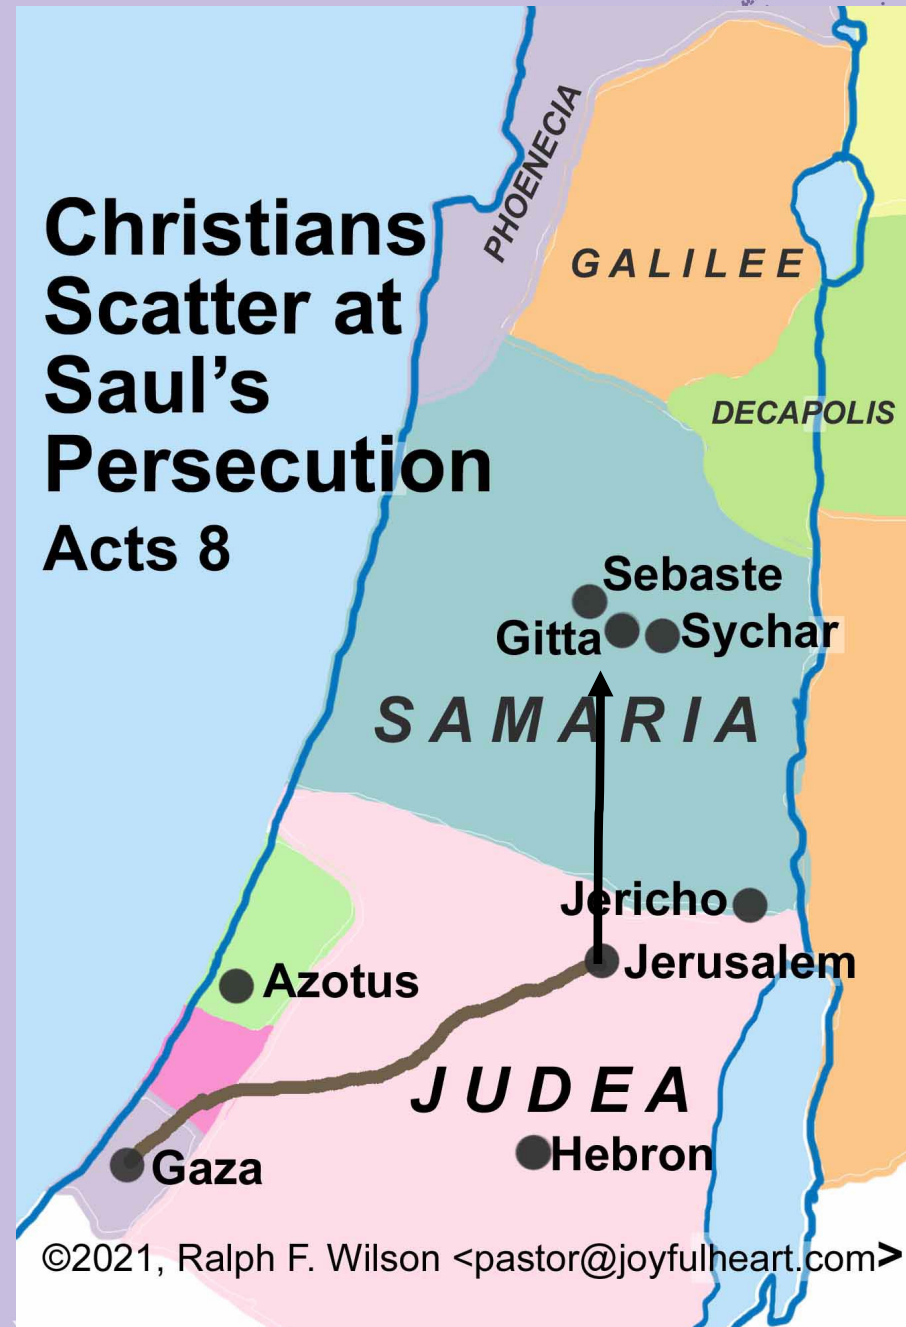 PHOENECIA
Christians
Scatter at
Saul's
Persecution
Acts 8
GALILEE
DECAPOLIS
Sebaste
Gitta
Sychar
SAMARIA
Jericho
Jerusalem
Azotus
JUDEA
Hebron
Gaza
©2021, Ralph F. Wilson <pastor@joyfulheart.com>